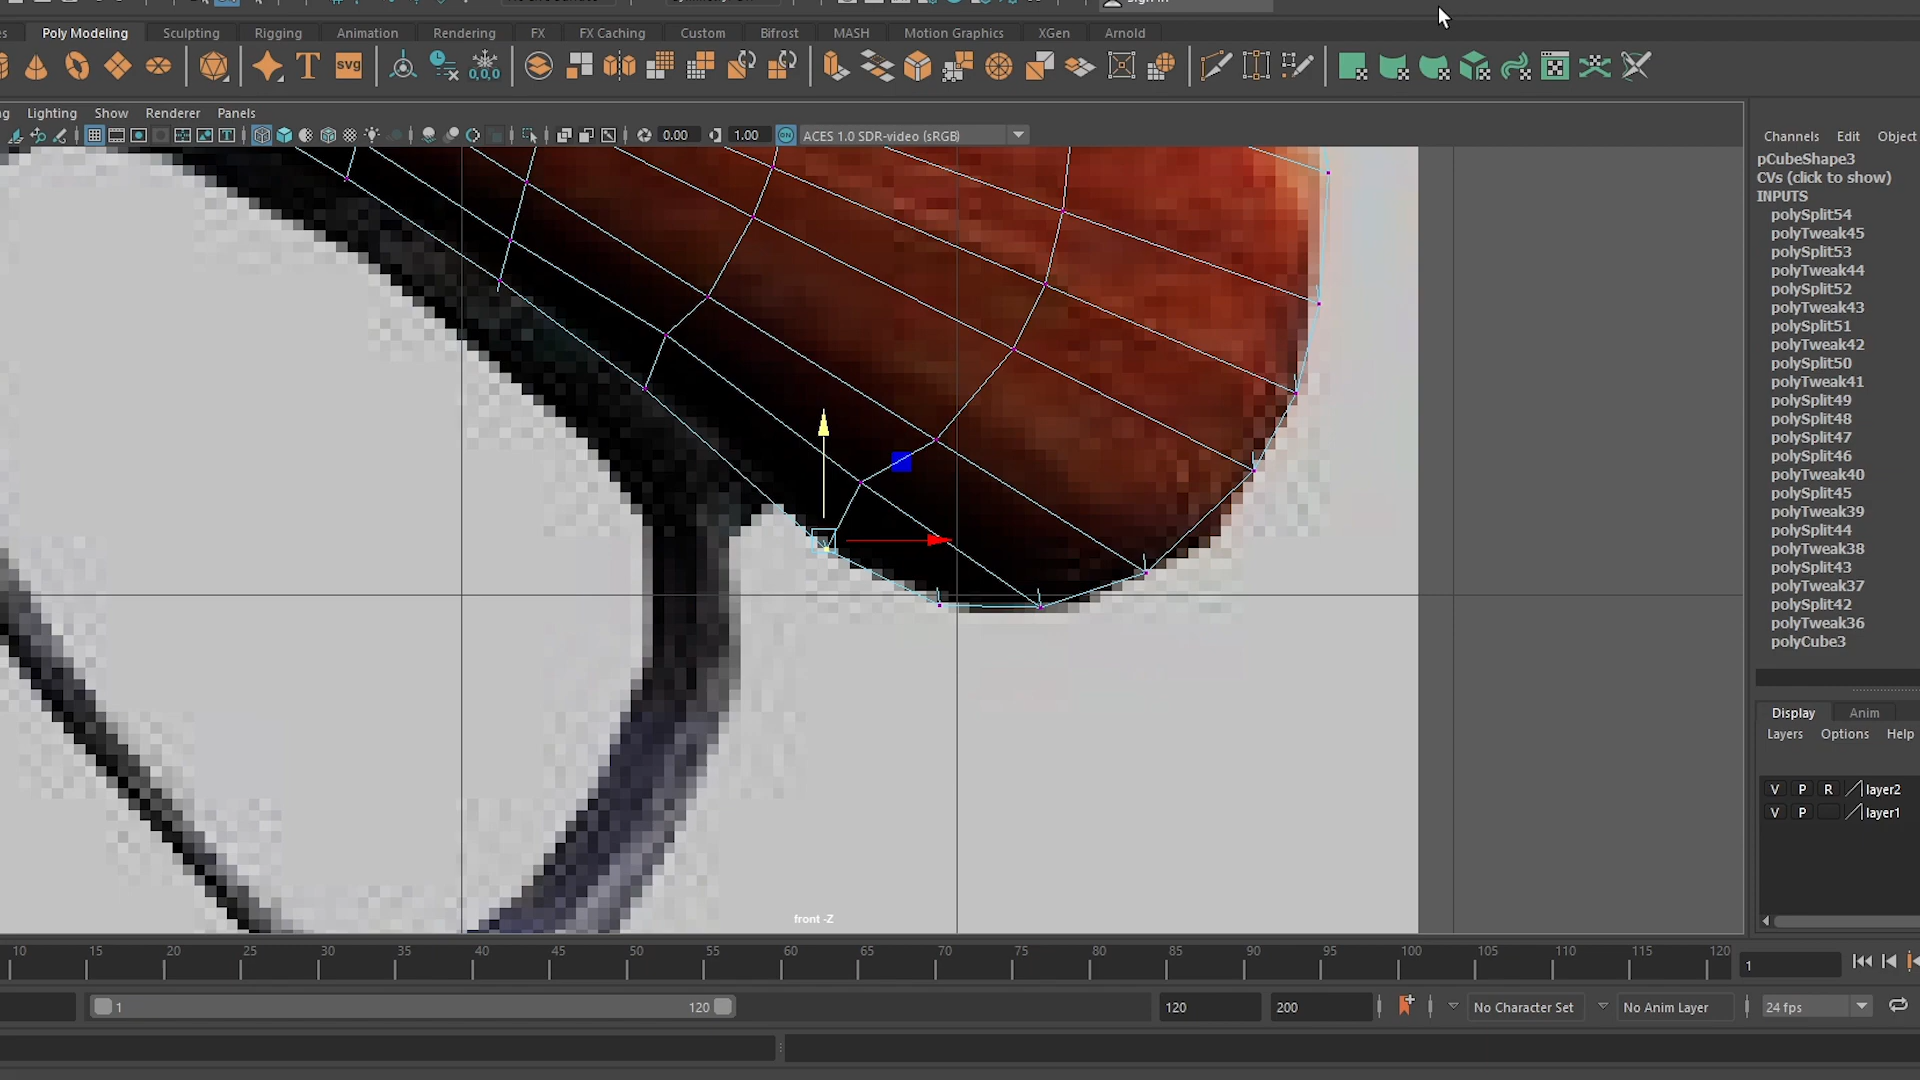 Poly Modeling Sculpting Rigging Animation Rendering FX FX Caching Custom Bifrost MASH Motion Graphics XGen Arnold
T SVG 0,0,0
Lighting Show Renderer Panels
0.00 1.00 ON ACES 1.0 SDR-video (sRGB)
Channels Edit Object
pCubeShape3
CVs (click to show)
INPUTS
polySplit54
polyTweak45
polySplit53
polyTweak44
polySplit52
polyTweak43
polySplit51
polyTweak42
polySplit50
polyTweak41
polySplit49
polySplit48
polySplit47
polySplit46
polyTweak40
polySplit45
polyTweak39
polySplit44
polyTweak38
polySplit43
polyTweak37
polySplit42
polyTweak36
polyCube3
Display Anim
Layers Options Help
V P R layer2
V P layer1
front -Z
10 15 20 25 30 35 40 45 50 55 60 65 70 75 80 85 90 95 100 105 110 115 120
1
1 120 120 200 No Character Set No Anim Layer 24 fps